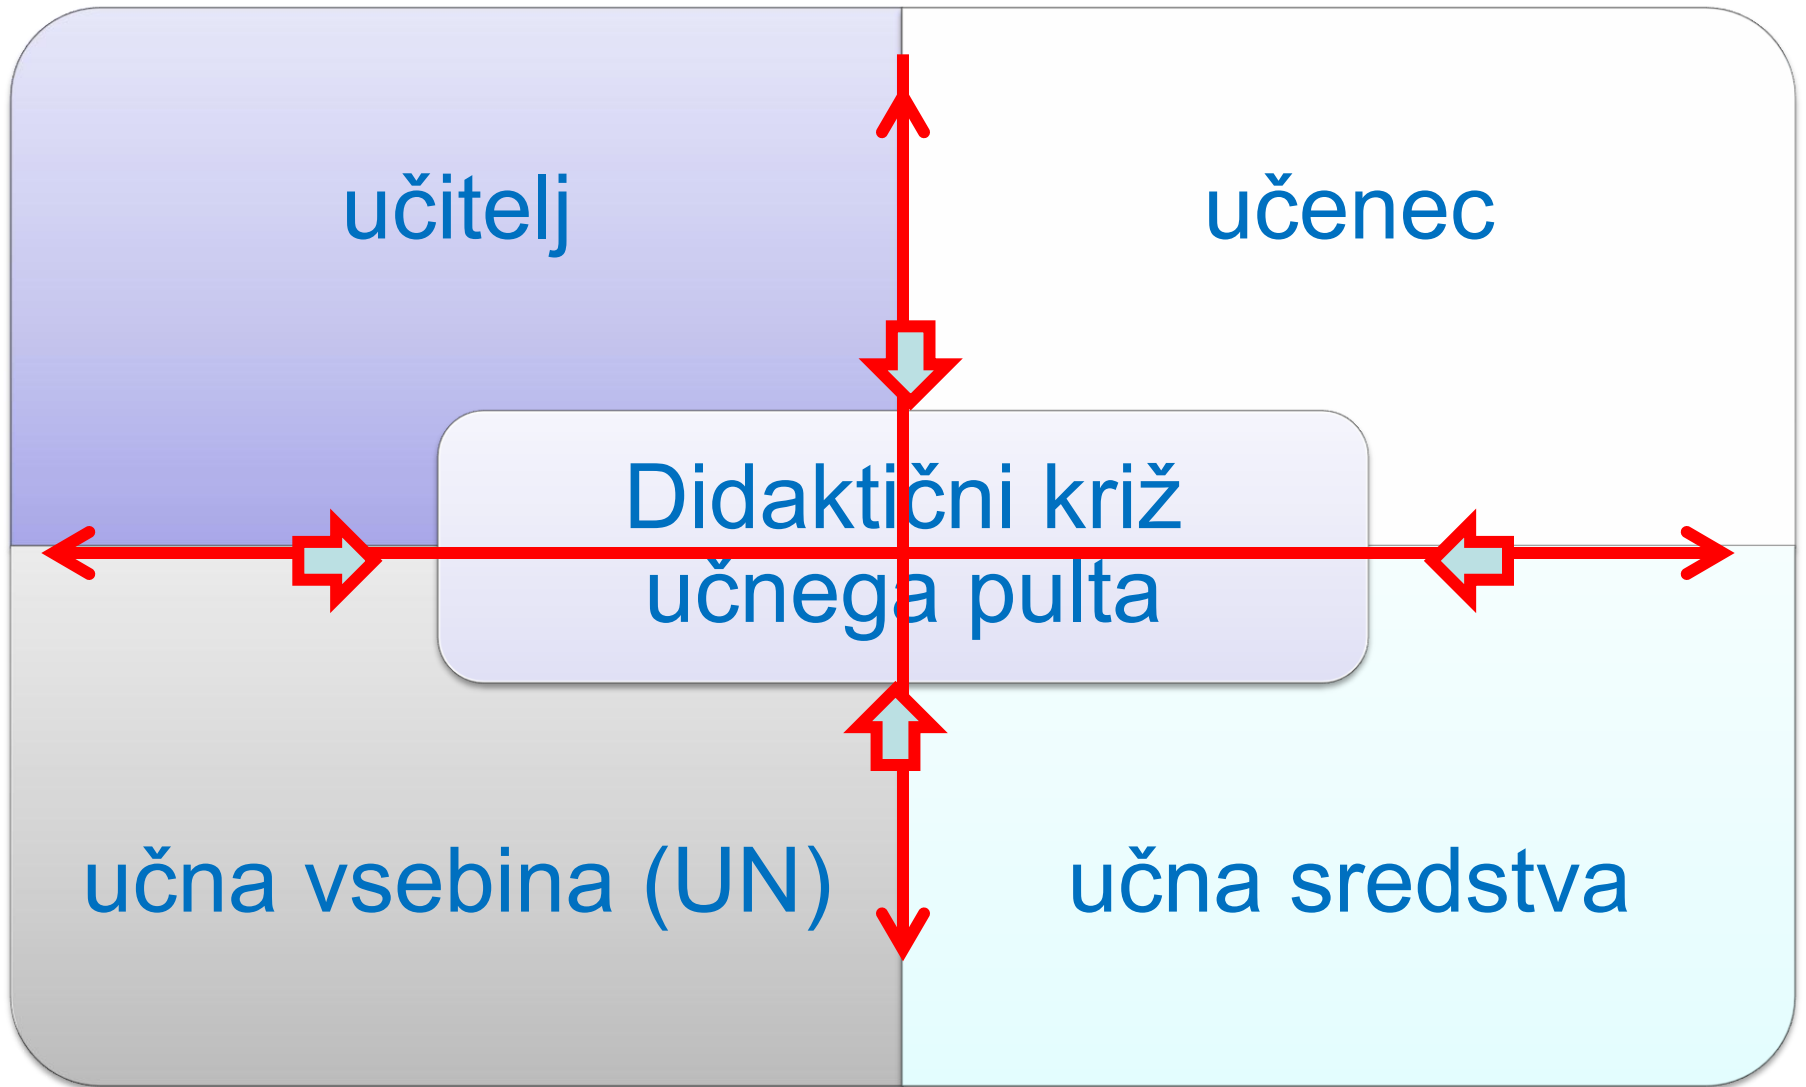 učitelj
učenec
Didaktični križ
učnega pulta
učna vsebina (UN)
učna sredstva